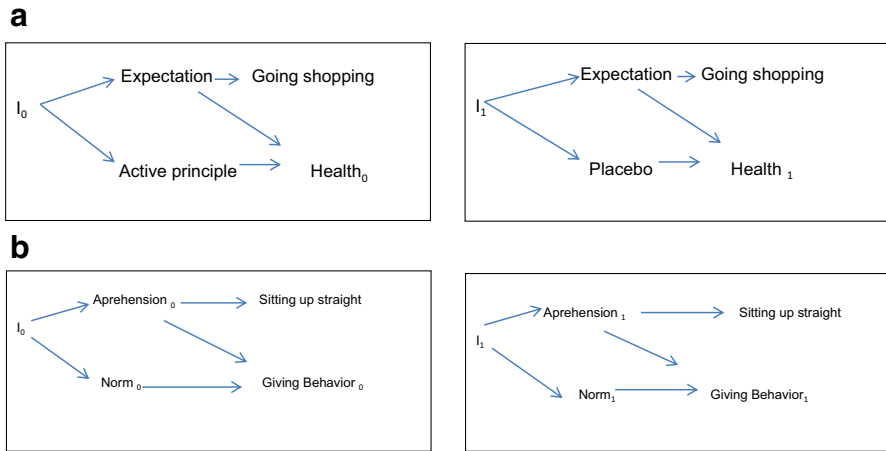 a
Expectation Going shopping
I0
Active principle Health0
Expectation Going shopping
I1
Placebo Health 1
b
Aprehension 0 Sitting up straight
I0
Norm 0 Giving Behavior 0
Aprehension 1 Sitting up straight
I1
Norm1 Giving Behavior1